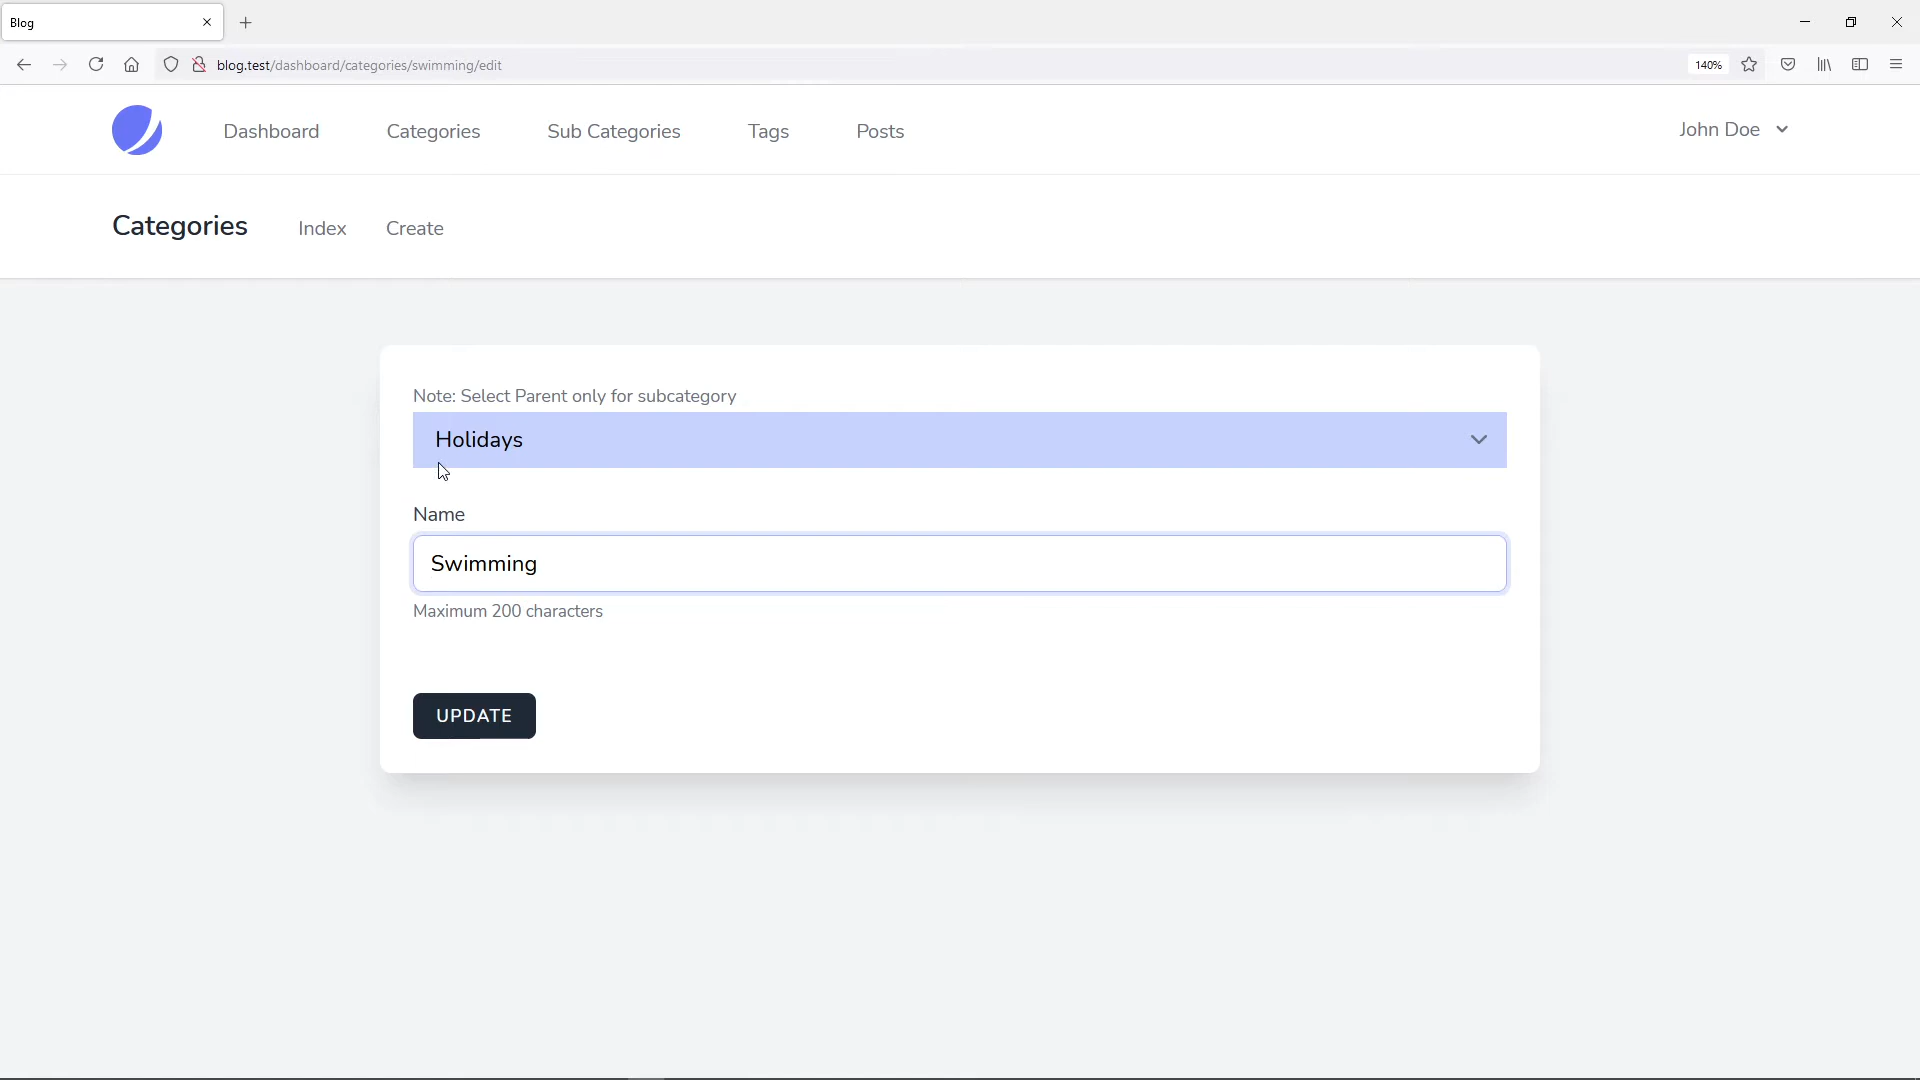 Blog
blog.test/dashboard/categories/swimming/edit
140%
Dashboard
Categories
Sub Categories
Tags
Posts
John Doe
Categories
Index
Create
Note: Select Parent only for subcategory
Holidays
Name
Swimming
Maximum 200 characters
UPDATE